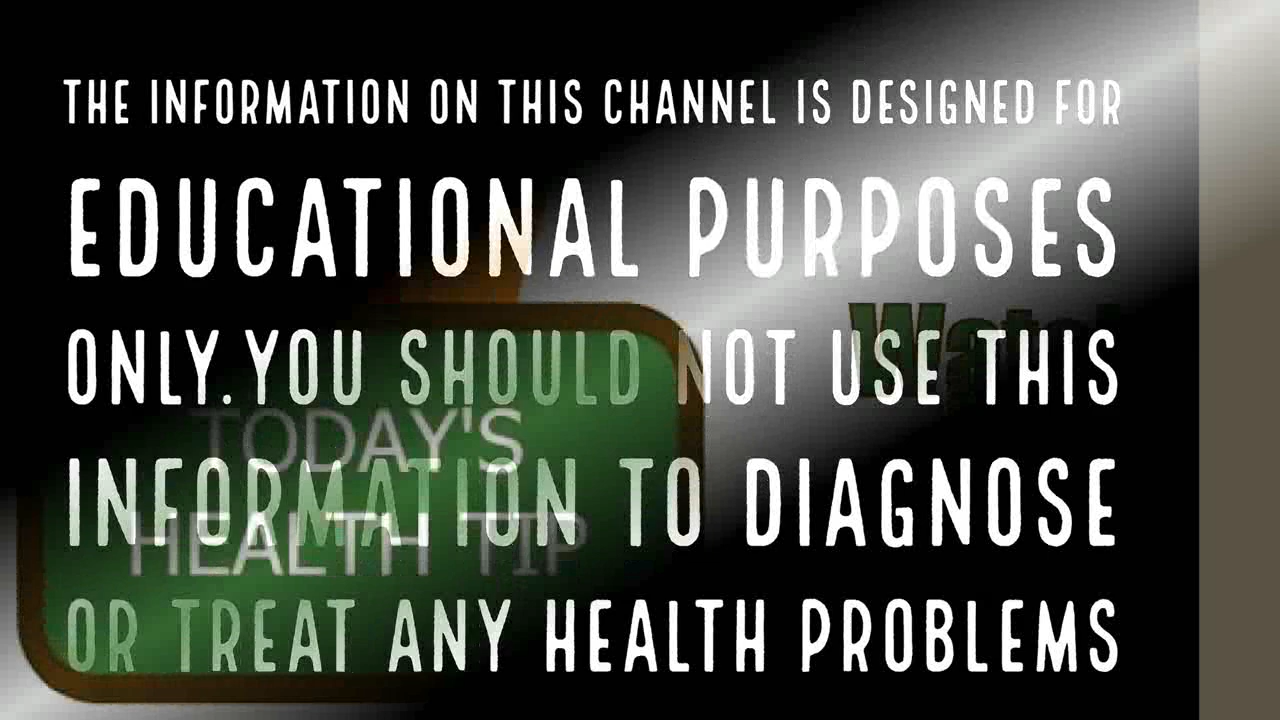 THE INFORMATION ON THIS CHANNEL IS DESIGNED FOR
EDUCATIONAL PURPOSES
ONLY.YOU SHOULD NOT USE THIS
INFORMATION TO DIAGNOSE
OR TREAT ANY HEALTH PROBLEMS
TODAY'S
HEALTH TIP